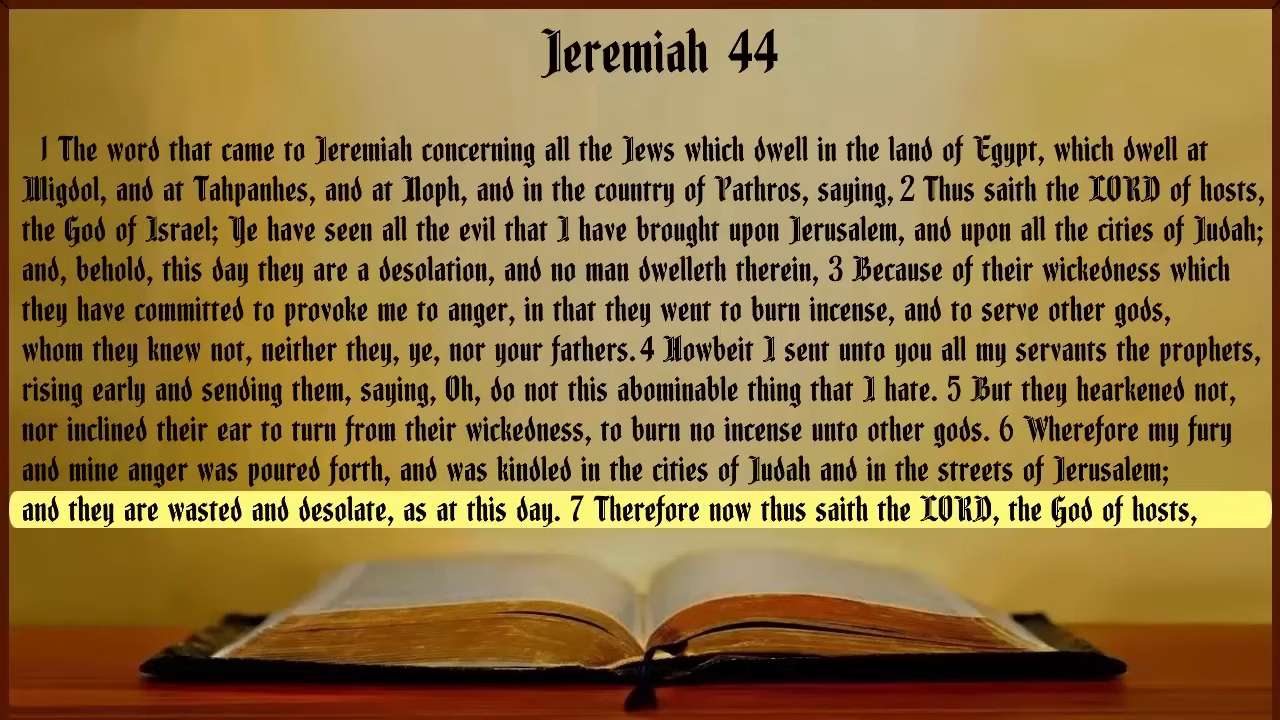 Jeremiah 44
1 The word that came to Jeremiah concerning all the Jews which dwell in the land of Egypt, which dwell at
Migdol, and at Tahpanhes, and at Noph, and in the country of Pathros, saying, 2 Thus saith the LORD of hosts,
the God of Israel; Ye have seen all the evil that I have brought upon Jerusalem, and upon all the cities of Judah;
and, behold, this day they are a desolation, and no man dwelleth therein, 3 Because of their wickedness which
they have committed to provoke me to anger, in that they went to burn incense, and to serve other gods,
whom they knew not, neither they, ye, nor your fathers. 4 Howbeit I sent unto you all my servants the prophets,
rising early and sending them, saying, Oh, do not this abominable thing that I hate. 5 But they hearkened not,
nor inclined their ear to turn from their wickedness, to burn no incense unto other gods. 6 Wherefore my fury
and mine anger was poured forth, and was kindled in the cities of Judah and in the streets of Jerusalem;
and they are wasted and desolate, as at this day. 7 Therefore now thus saith the LORD, the God of hosts,